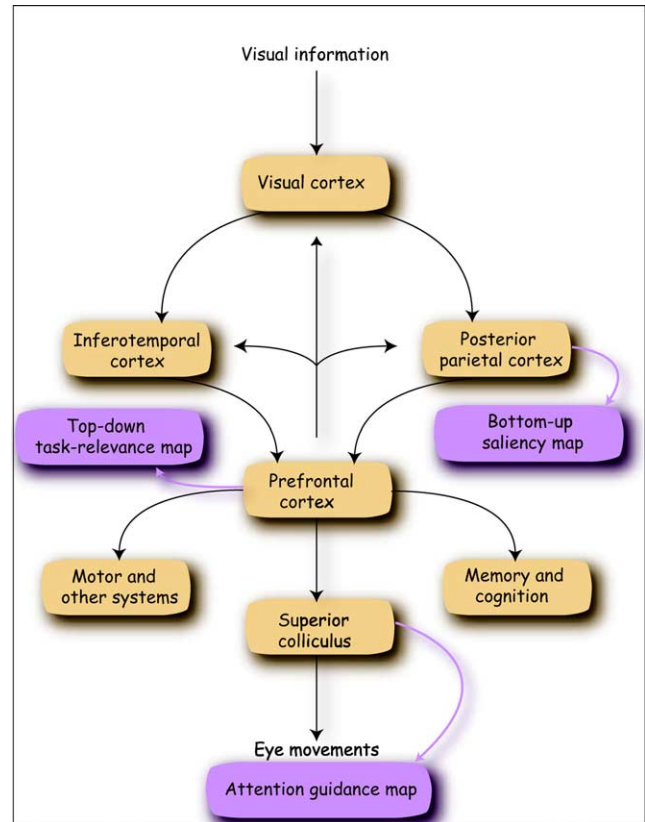 Visual information
Visual cortex
Inferotemporal
cortex
Posterior
parietal cortex
Top-down
task-relevance map
Bottom-up
saliency map
Prefrontal
cortex
Motor and
other systems
Memory and
cognition
Superior
colliculus
Eye movements
Attention guidance map